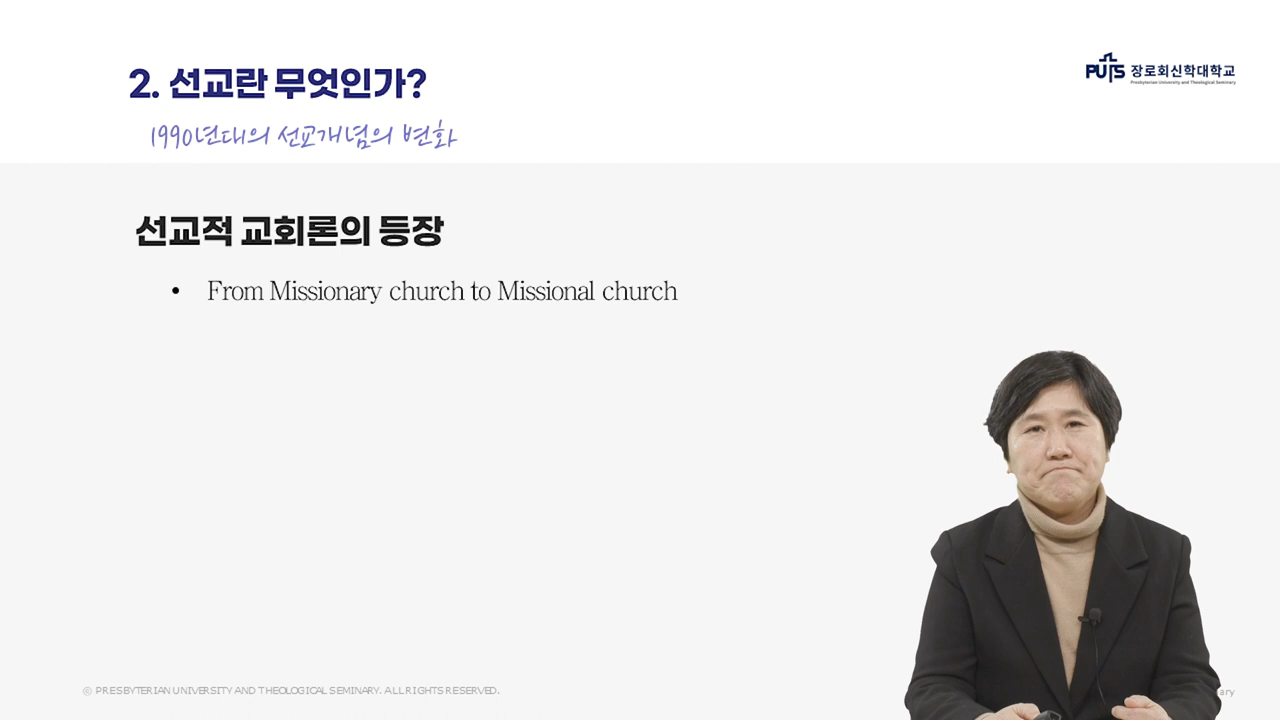 2. 선교란 무엇인가?
1990년대의 선교개념의 변화
PUTS 장로회신학대학교
Presbyterian University and Theological Seminary
선교적 교회론의 등장
• From Missionary church to Missional church
© PRESBYTERIAN UNIVERSITY AND THEOLOGICAL SEMINARY. ALL RIGHTS RESERVED.
ary